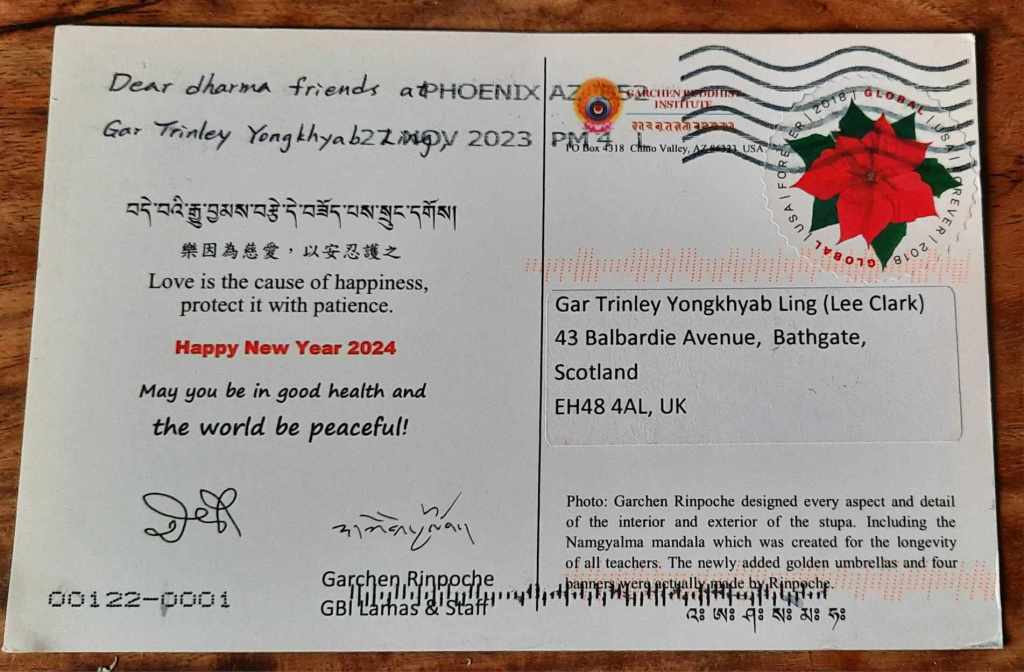 Dear dharma friends at
Gar Trinley Yongkhyab Ling,
PHOENIX AZ 852
27 NOV 2023 PM 4 L
བདེ་བའི་རྒྱུ་བྱམས་བརྩེ་དེ་བཟོད་པས་སྲུང་དགོས།
樂因為慈愛，以安忍護之
Love is the cause of happiness,
protect it with patience.
Happy New Year 2024
May you be in good health and
the world be peaceful!
Garchen Rinpoche
GBI Lamas & Staff
00122-0001
GARCHEN BUDDHIST
INSTITUTE
PO Box 4318 Chino Valley, AZ 86323, USA
GLOBAL | USA | FOREVER | 2018 | GLOBAL | USA | FOREVER | 2018 |
Gar Trinley Yongkhyab Ling (Lee Clark)
43 Balbardie Avenue, Bathgate,
Scotland
EH48 4AL, UK
Photo: Garchen Rinpoche designed every aspect and detail
of the interior and exterior of the stupa. Including the
Namgyalma mandala which was created for the longevity
of all teachers. The newly added golden umbrellas and four
banners were actually made by Rinpoche.
འཿ ཨཿ ཤཿ སཿ མཿ ཧཿ